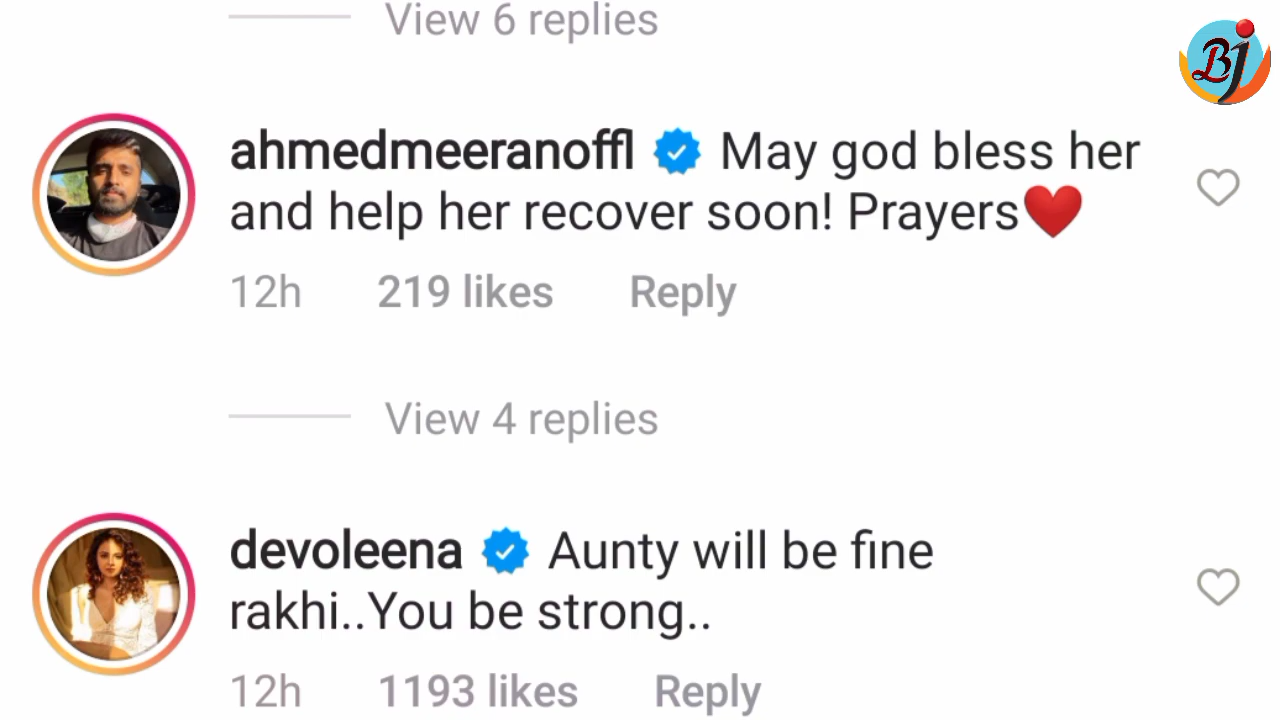 View 6 replies
BJ
ahmedmeeranoffl May god bless her
and help her recover soon! Prayers❤️
12h 219 likes Reply
View 4 replies
devoleena Aunty will be fine
rakhi..You be strong..
12h 1193 likes Reply